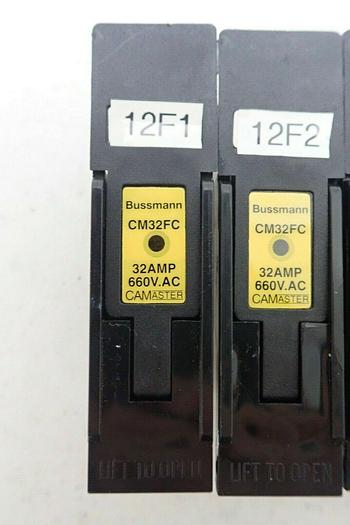 12F1
Bussmann
CM32FC
32AMP
660V.AC
CAMASTER
LIFT TO OPEN
12F2
Bussmann
CM32FC
32AMP
660V.AC
CAMASTER
LIFT TO OPEN